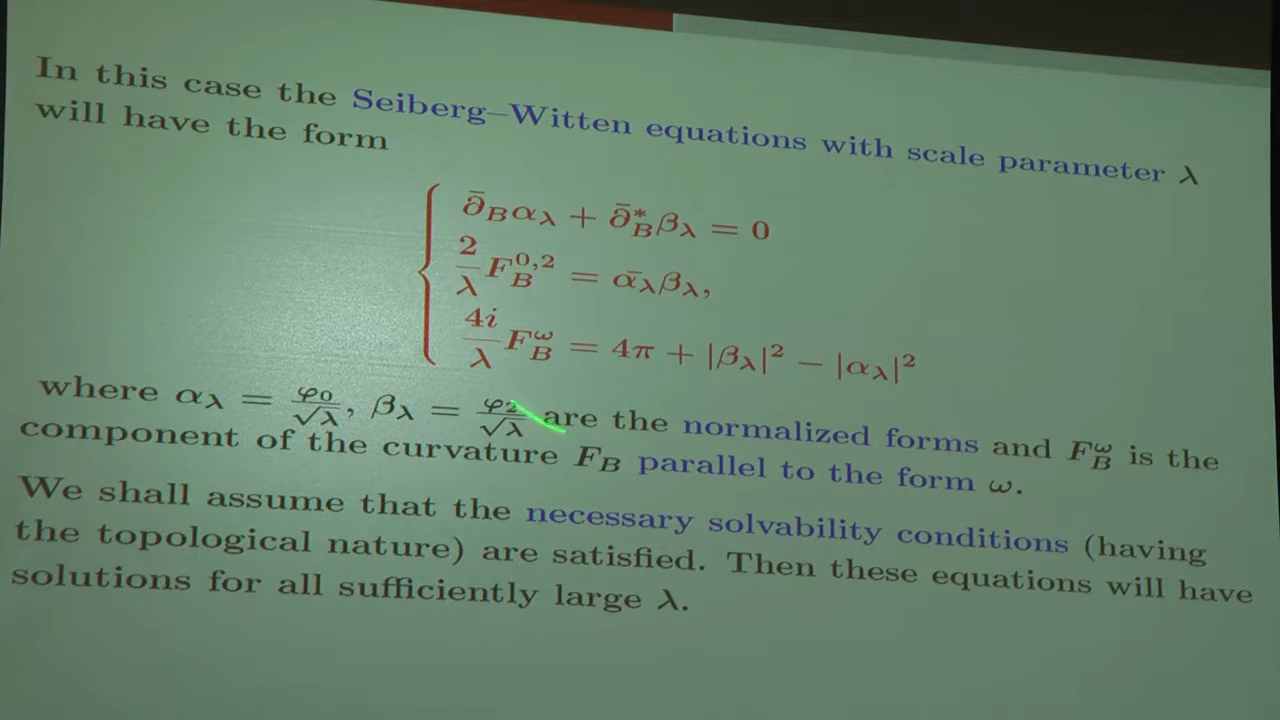 In this case the Seiberg–Witten equations with scale parameter λ
will have the form
∂̄_B α_λ + ∂̄*_B β_λ = 0
2/λ F_B^{0,2} = ᾱ_λ β_λ,
4i/λ F_B^ω = 4π + |β_λ|² − |α_λ|²
where α_λ = φ₀/√λ, β_λ = φ₂/√λ are the normalized forms and F_B^ω is the
component of the curvature F_B parallel to the form ω.
We shall assume that the necessary solvability conditions (having
the topological nature) are satisfied. Then these equations will have
solutions for all sufficiently large λ.